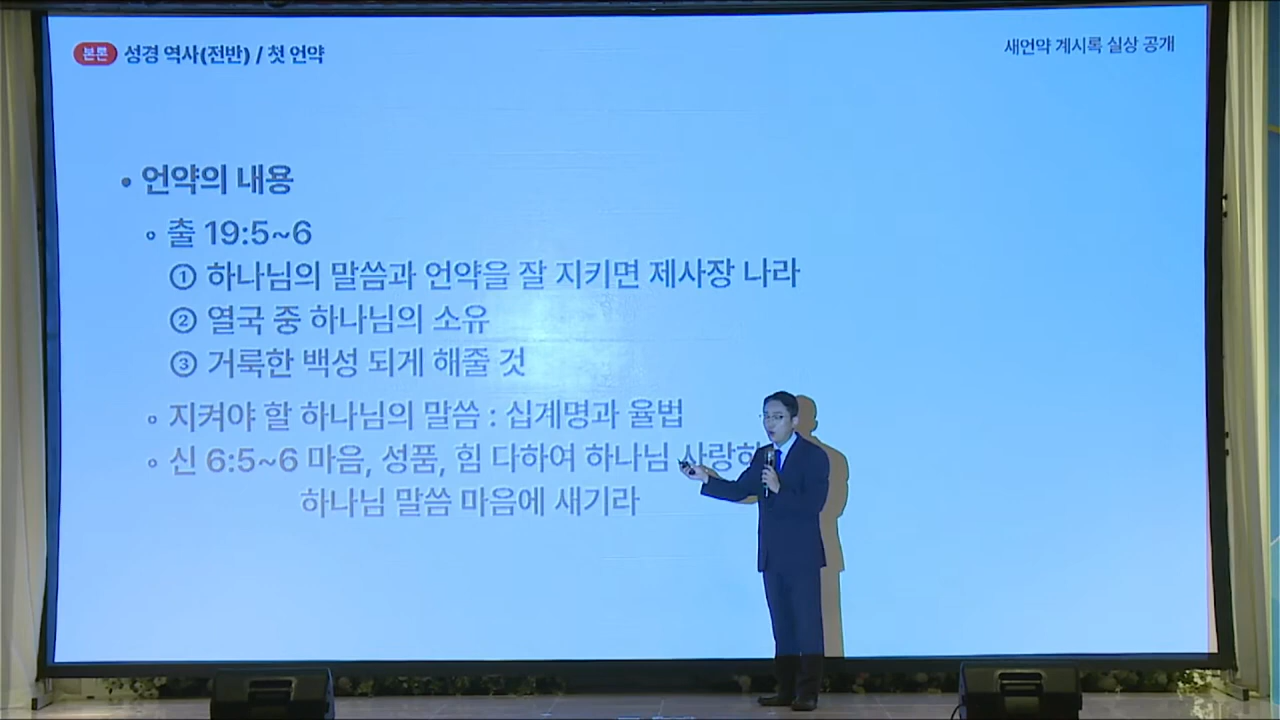 본론 성경 역사(전반) / 첫 언약
새언약 계시록 실상 공개
• 언약의 내용
◦ 출 19:5~6
① 하나님의 말씀과 언약을 잘 지키면 제사장 나라
② 열국 중 하나님의 소유
③ 거룩한 백성 되게 해줄 것
◦ 지켜야 할 하나님의 말씀 : 십계명과 율법
◦ 신 6:5~6 마음, 성품, 힘 다하여 하나님
하나님 말씀 마음에 새기라